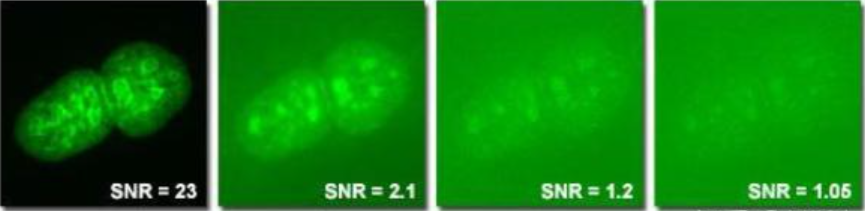 SNR = 23
SNR = 2.1
SNR = 1.2
SNR = 1.05